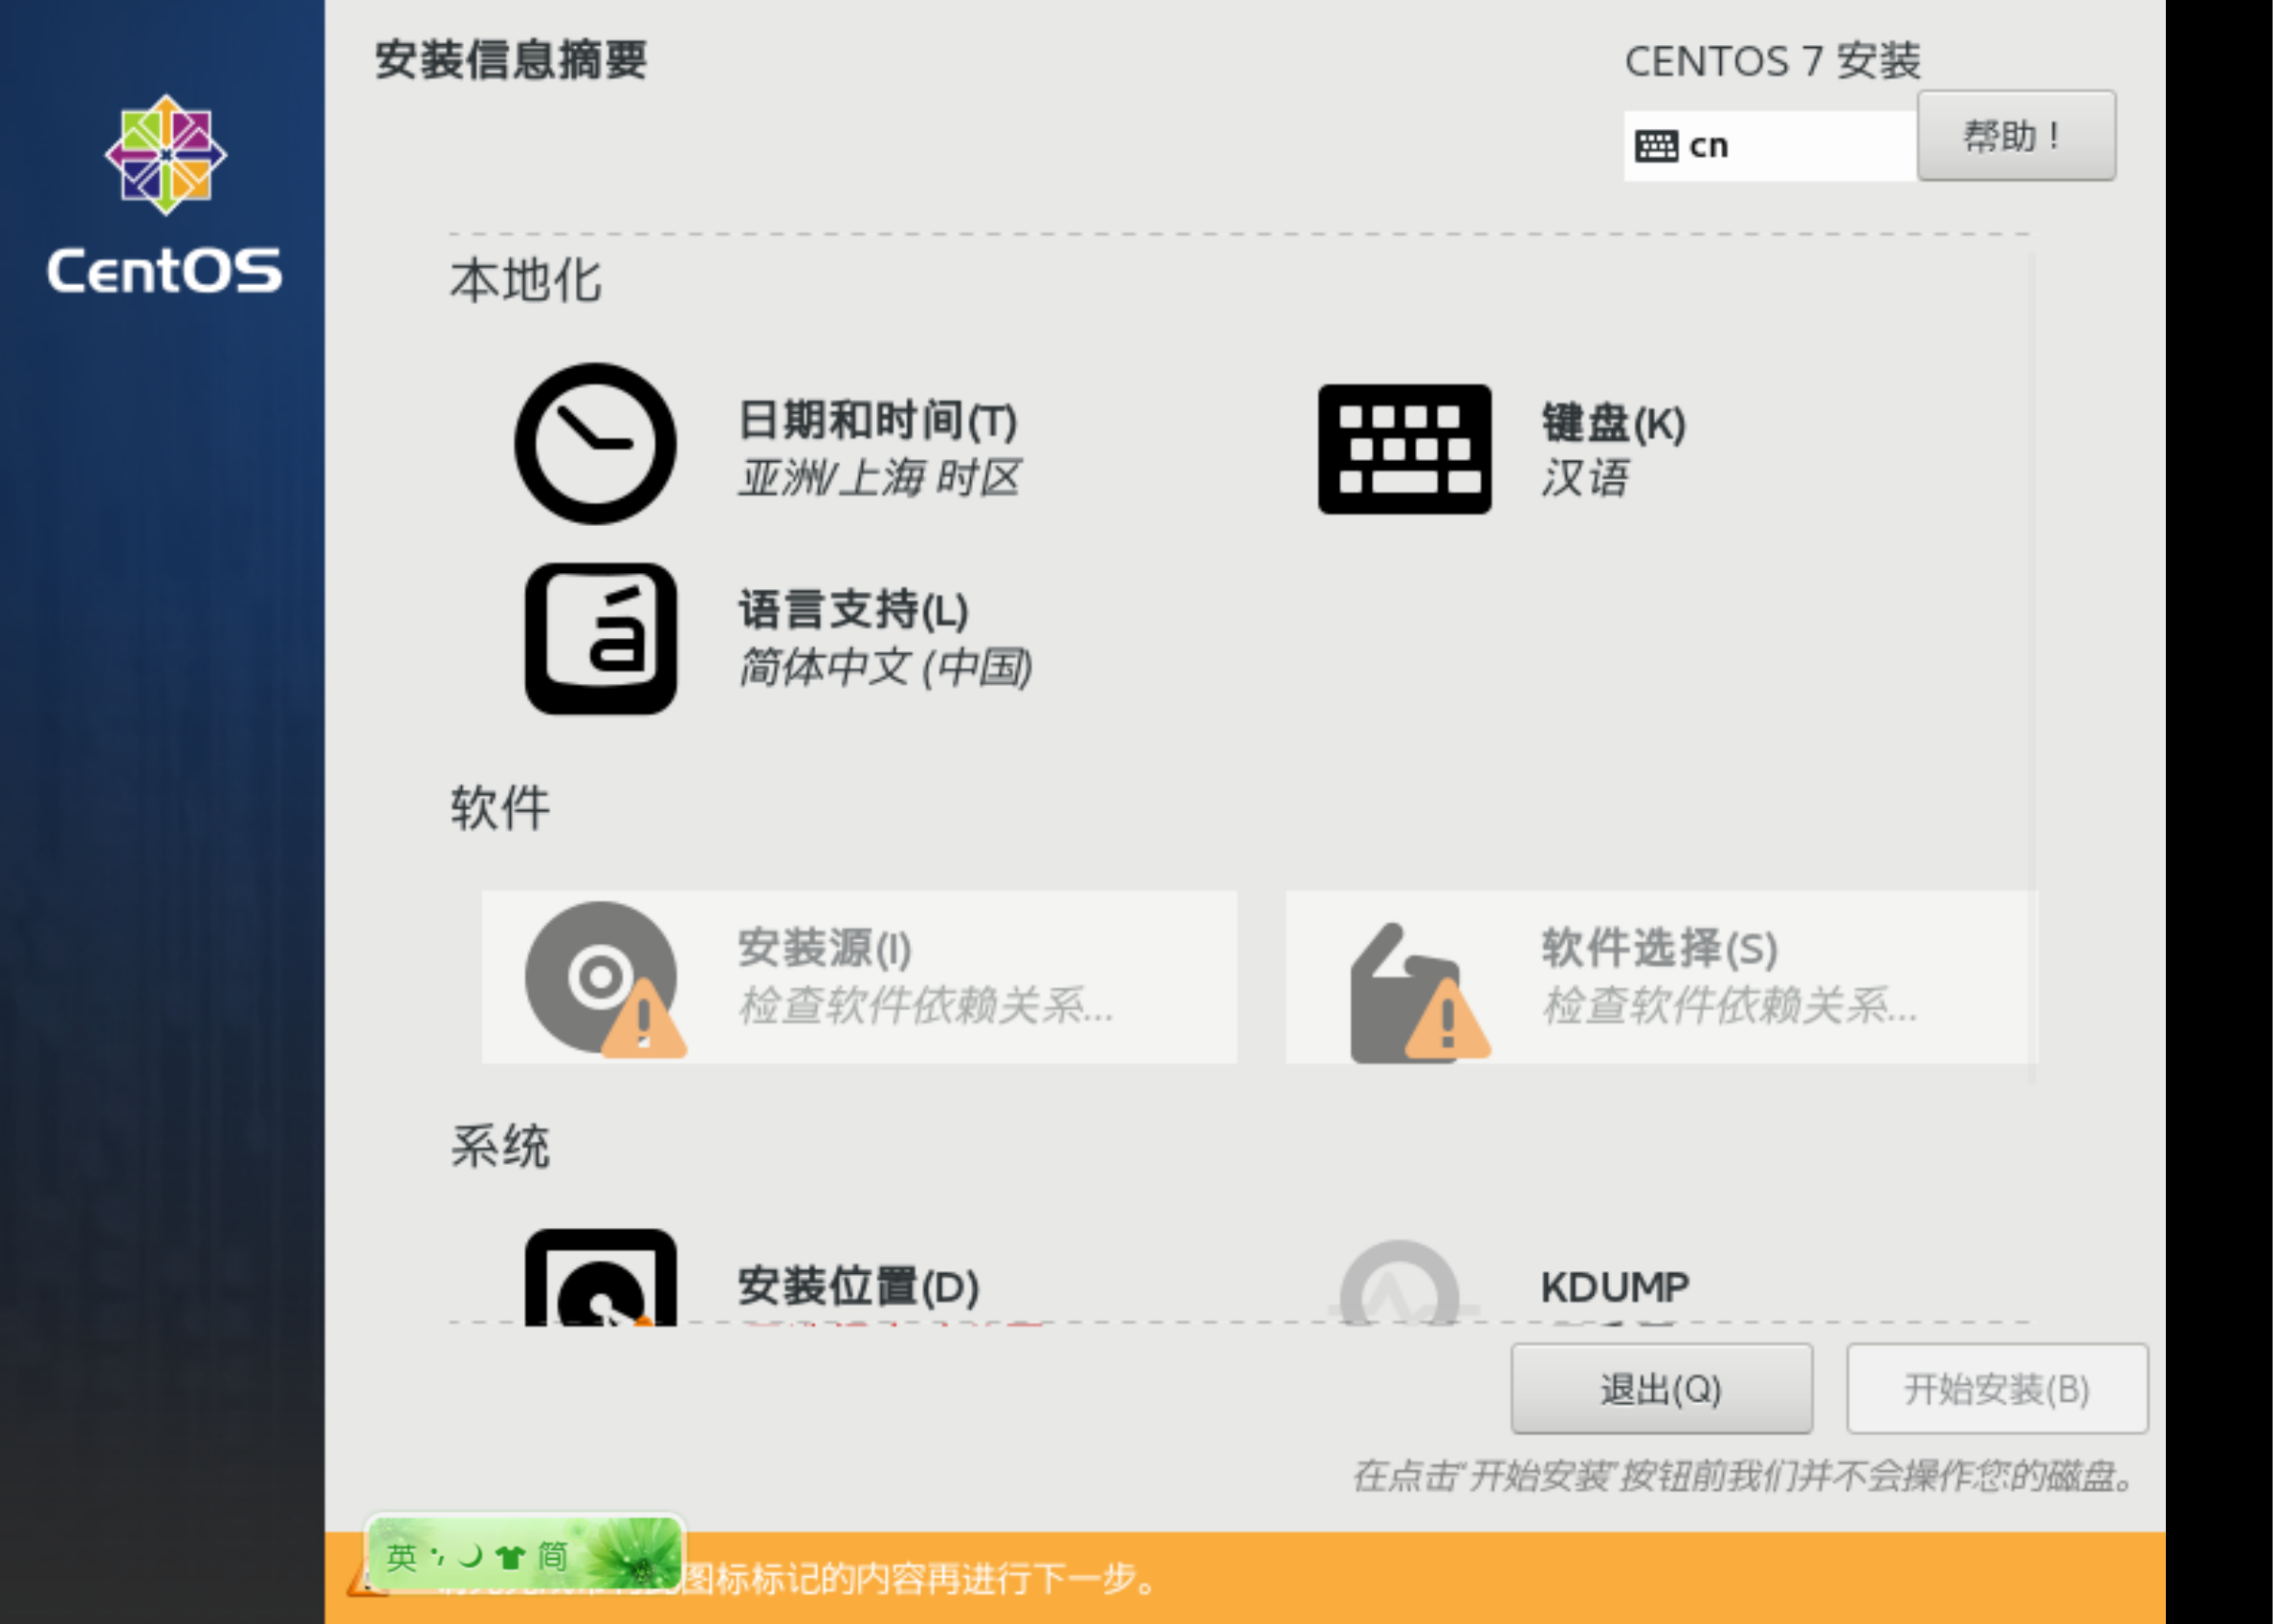 安装信息摘要
CENTOS 7 安装
cn
帮助！
CentOS
本地化
日期和时间(T)
亚洲/上海 时区
键盘(K)
汉语
语言支持(L)
简体中文 (中国)
软件
安装源(I)
检查软件依赖关系...
软件选择(S)
检查软件依赖关系...
系统
安装位置(D)
KDUMP
退出(Q)
开始安装(B)
在点击“开始安装”按钮前我们并不会操作您的磁盘。
英 简
图标标记的内容再进行下一步。